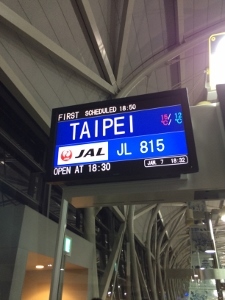 FIRST SCHEDULED 18:50
TAIPEI
JAL JL 815
OPEN AT 18:30 JAN 7 18:32